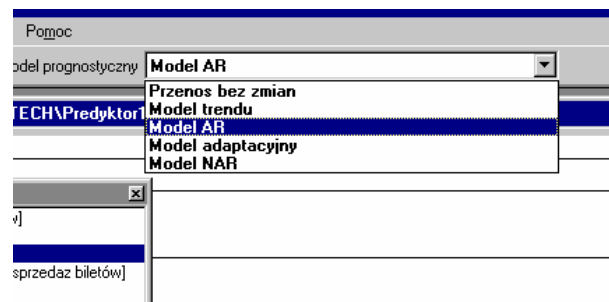 Pomoc
odel prognostyczny Model AR
Przenos bez zmian
TECH\Predyktor1 Model trendu
Model AR
Model adaptacyjny
Model NAR
w]
sprzedaz biletów]